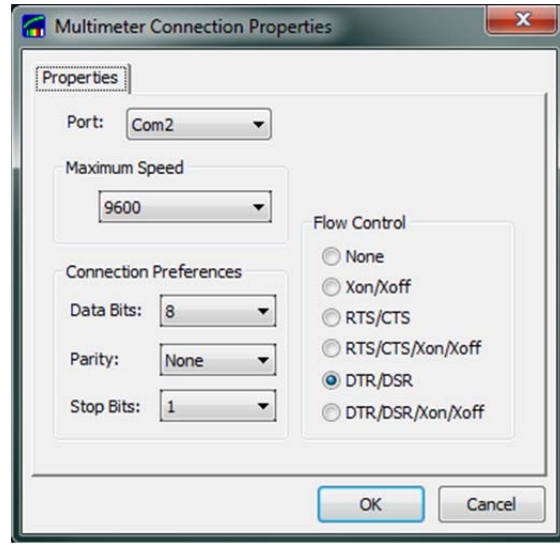 Multimeter Connection Properties
Properties
Port: Com2
Maximum Speed
9600
Connection Preferences
Data Bits: 8
Parity: None
Stop Bits: 1
Flow Control
None
Xon/Xoff
RTS/CTS
RTS/CTS/Xon/Xoff
DTR/DSR
DTR/DSR/Xon/Xoff
OK Cancel